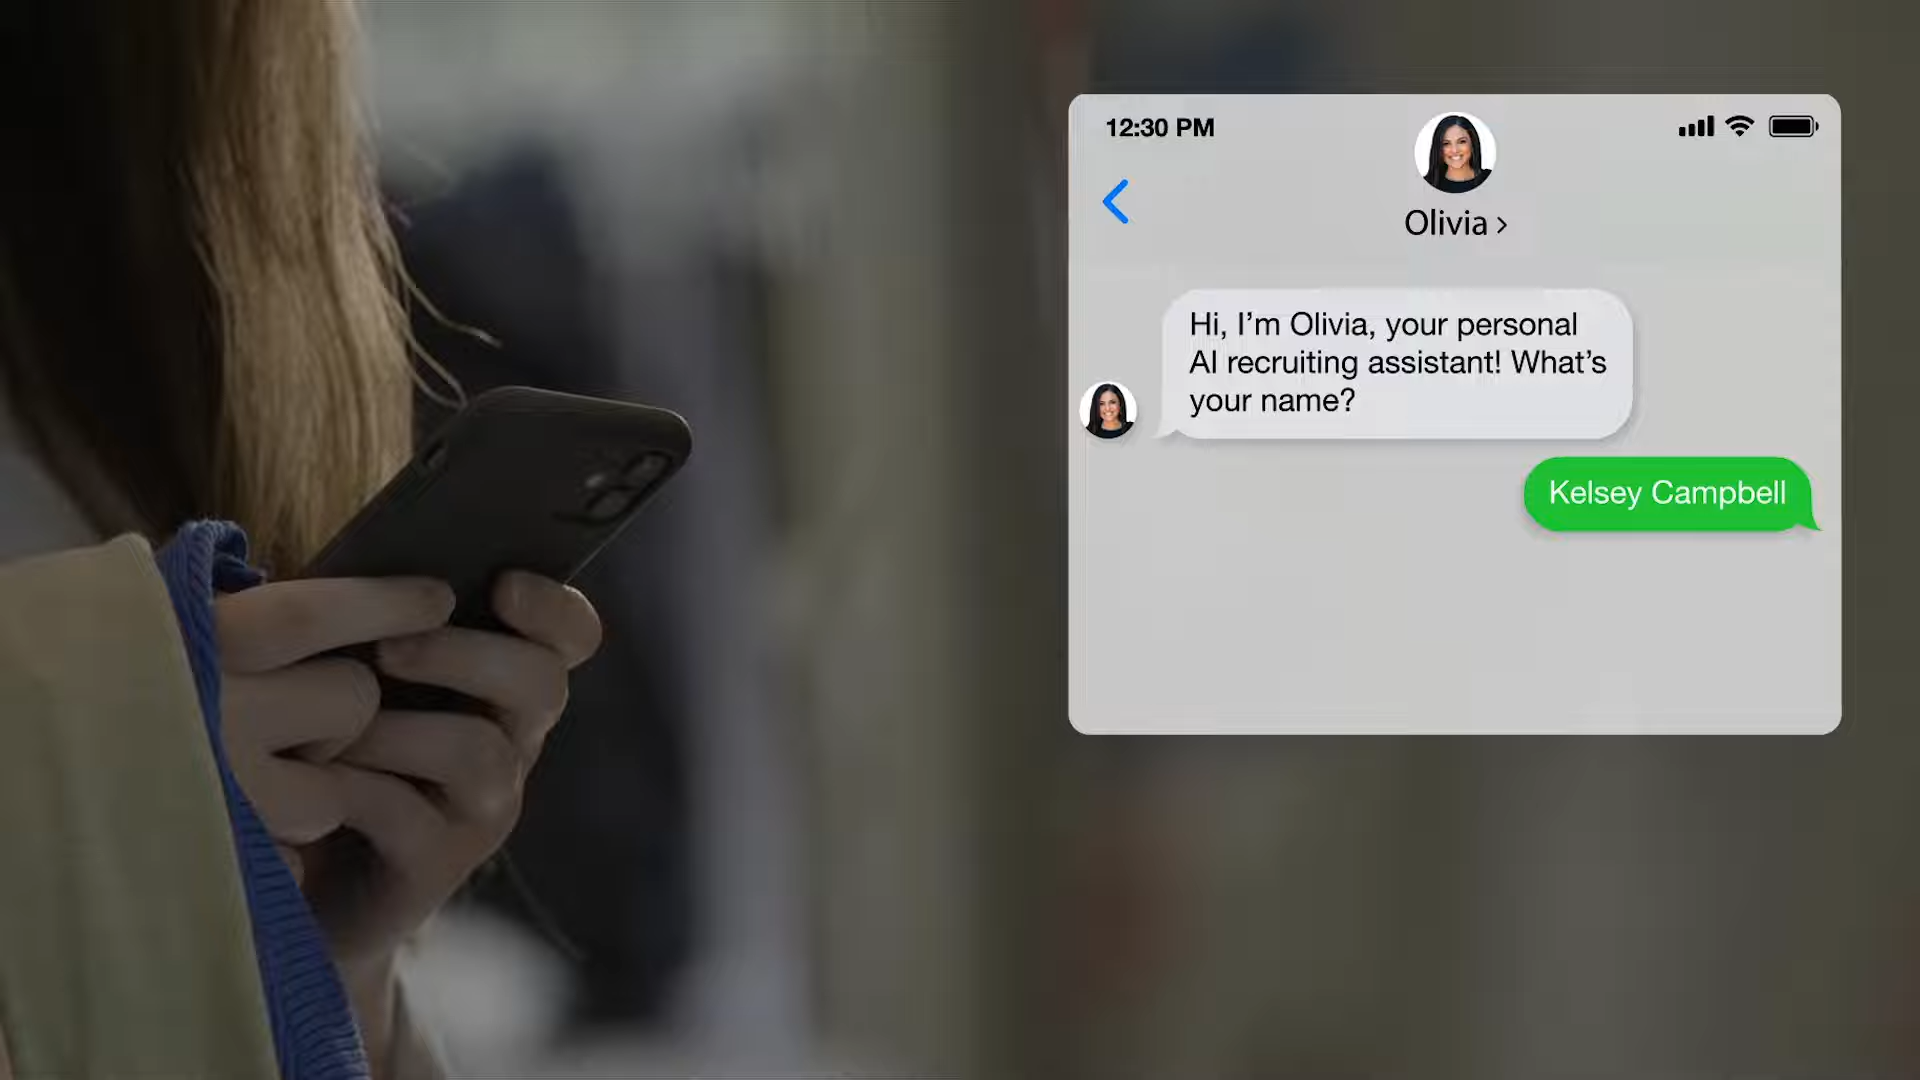 12:30 PM
Olivia >
Hi, I’m Olivia, your personal
AI recruiting assistant! What’s
your name?
Kelsey Campbell